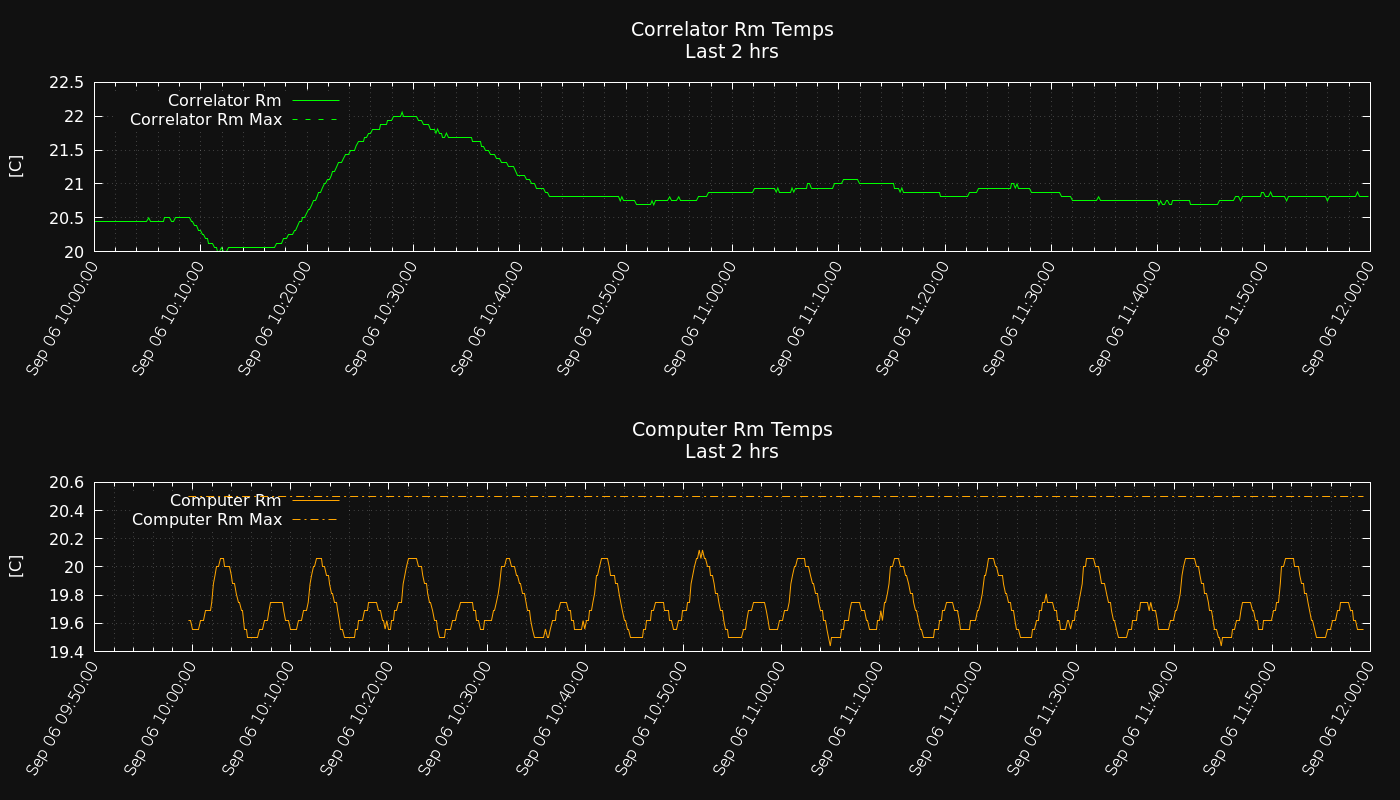 Correlator Rm Temps
Last 2 hrs
22.5
22
21.5
21
20.5
20
[C]
Correlator Rm
Correlator Rm Max
Sep 06 10:00:00
Sep 06 10:10:00
Sep 06 10:20:00
Sep 06 10:30:00
Sep 06 10:40:00
Sep 06 10:50:00
Sep 06 11:00:00
Sep 06 11:10:00
Sep 06 11:20:00
Sep 06 11:30:00
Sep 06 11:40:00
Sep 06 11:50:00
Sep 06 12:00:00
Computer Rm Temps
Last 2 hrs
20.6
20.4
20.2
20
19.8
19.6
19.4
[C]
Computer Rm
Computer Rm Max
Sep 06 09:50:00
Sep 06 10:00:00
Sep 06 10:10:00
Sep 06 10:20:00
Sep 06 10:30:00
Sep 06 10:40:00
Sep 06 10:50:00
Sep 06 11:00:00
Sep 06 11:10:00
Sep 06 11:20:00
Sep 06 11:30:00
Sep 06 11:40:00
Sep 06 11:50:00
Sep 06 12:00:00